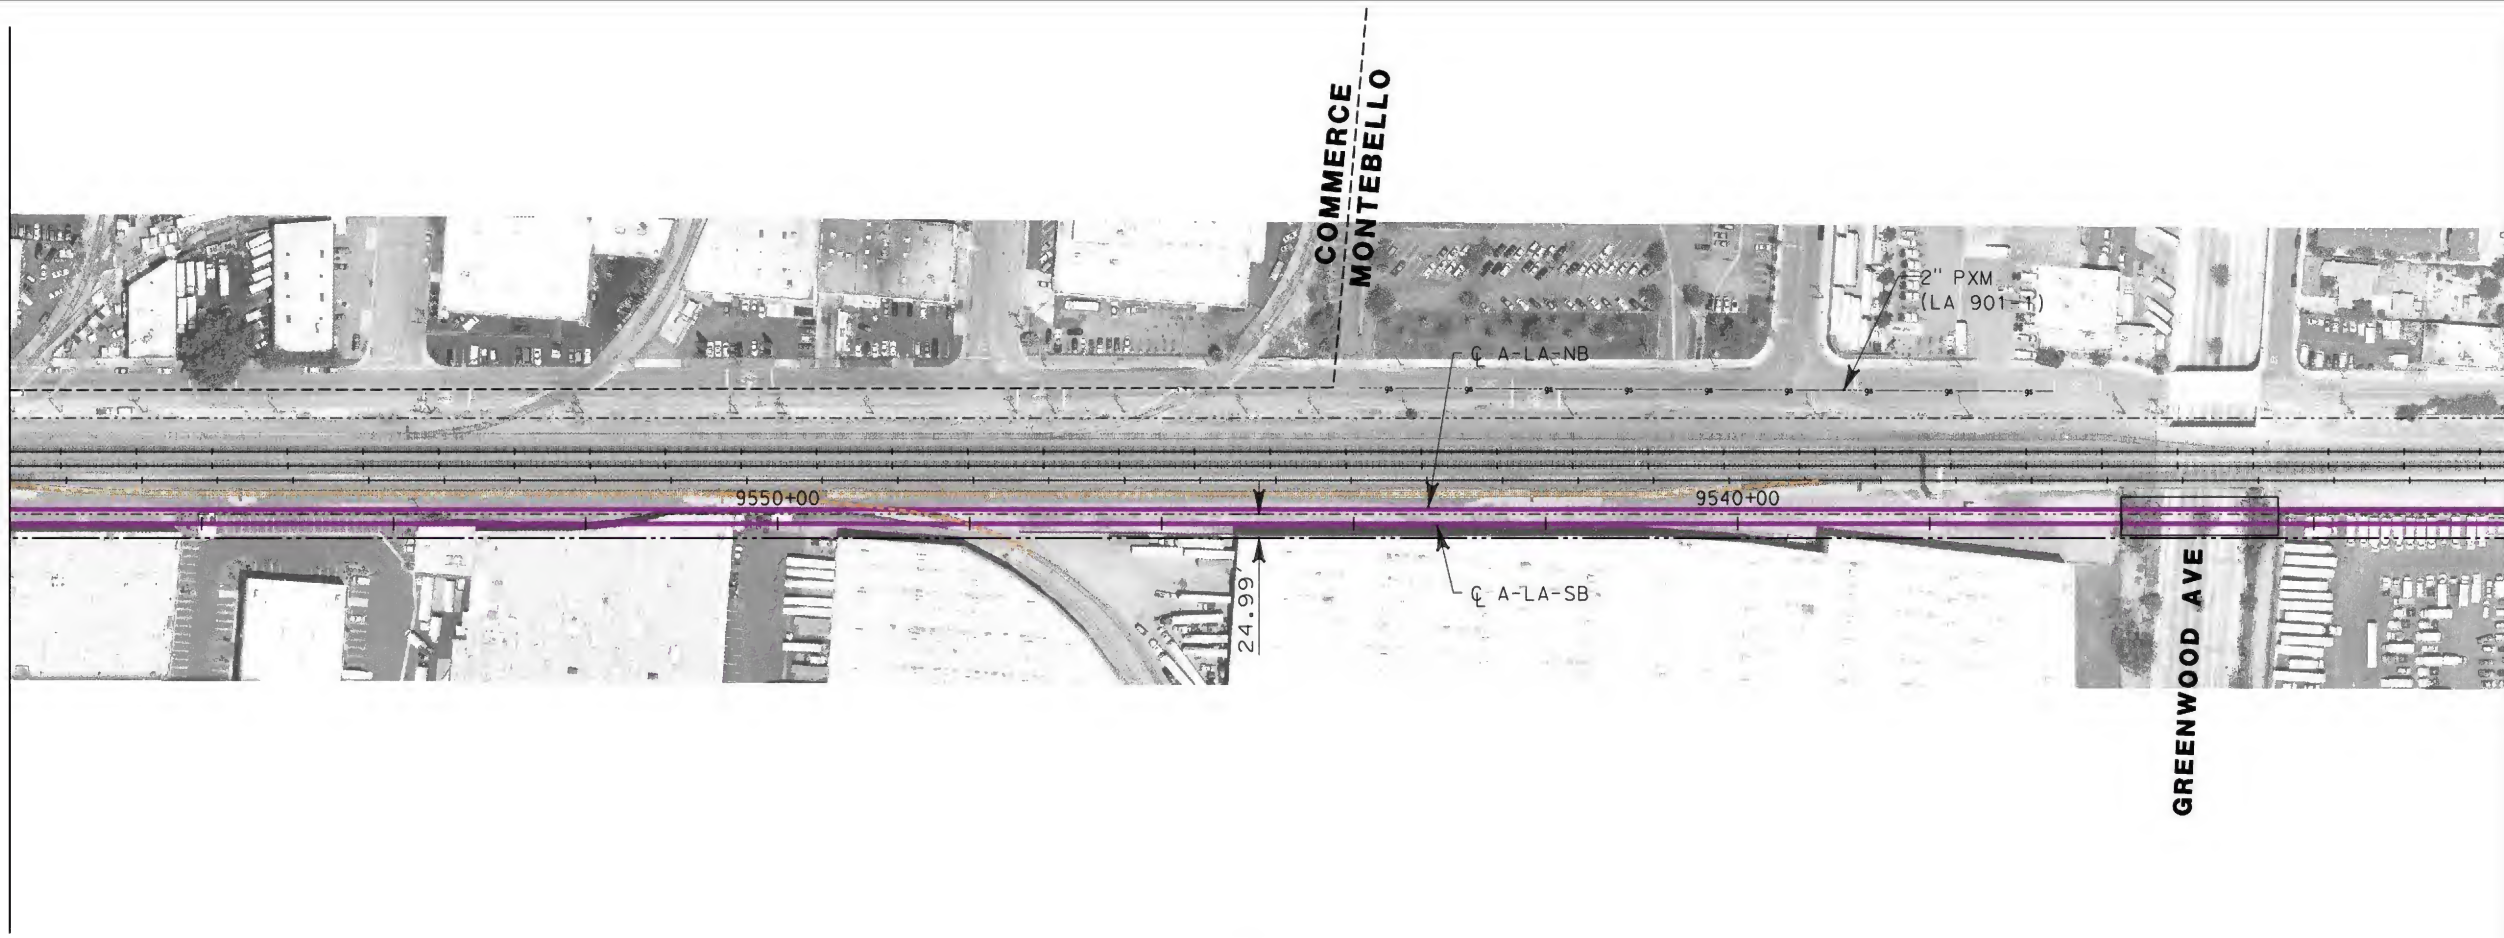 COMMERCE
MONTEBELLO
2" PXM
(LA 901-1)
℄ A-LA-NB
9550+00
9540+00
24.99'
℄ A-LA-SB
GREENWOOD AVE